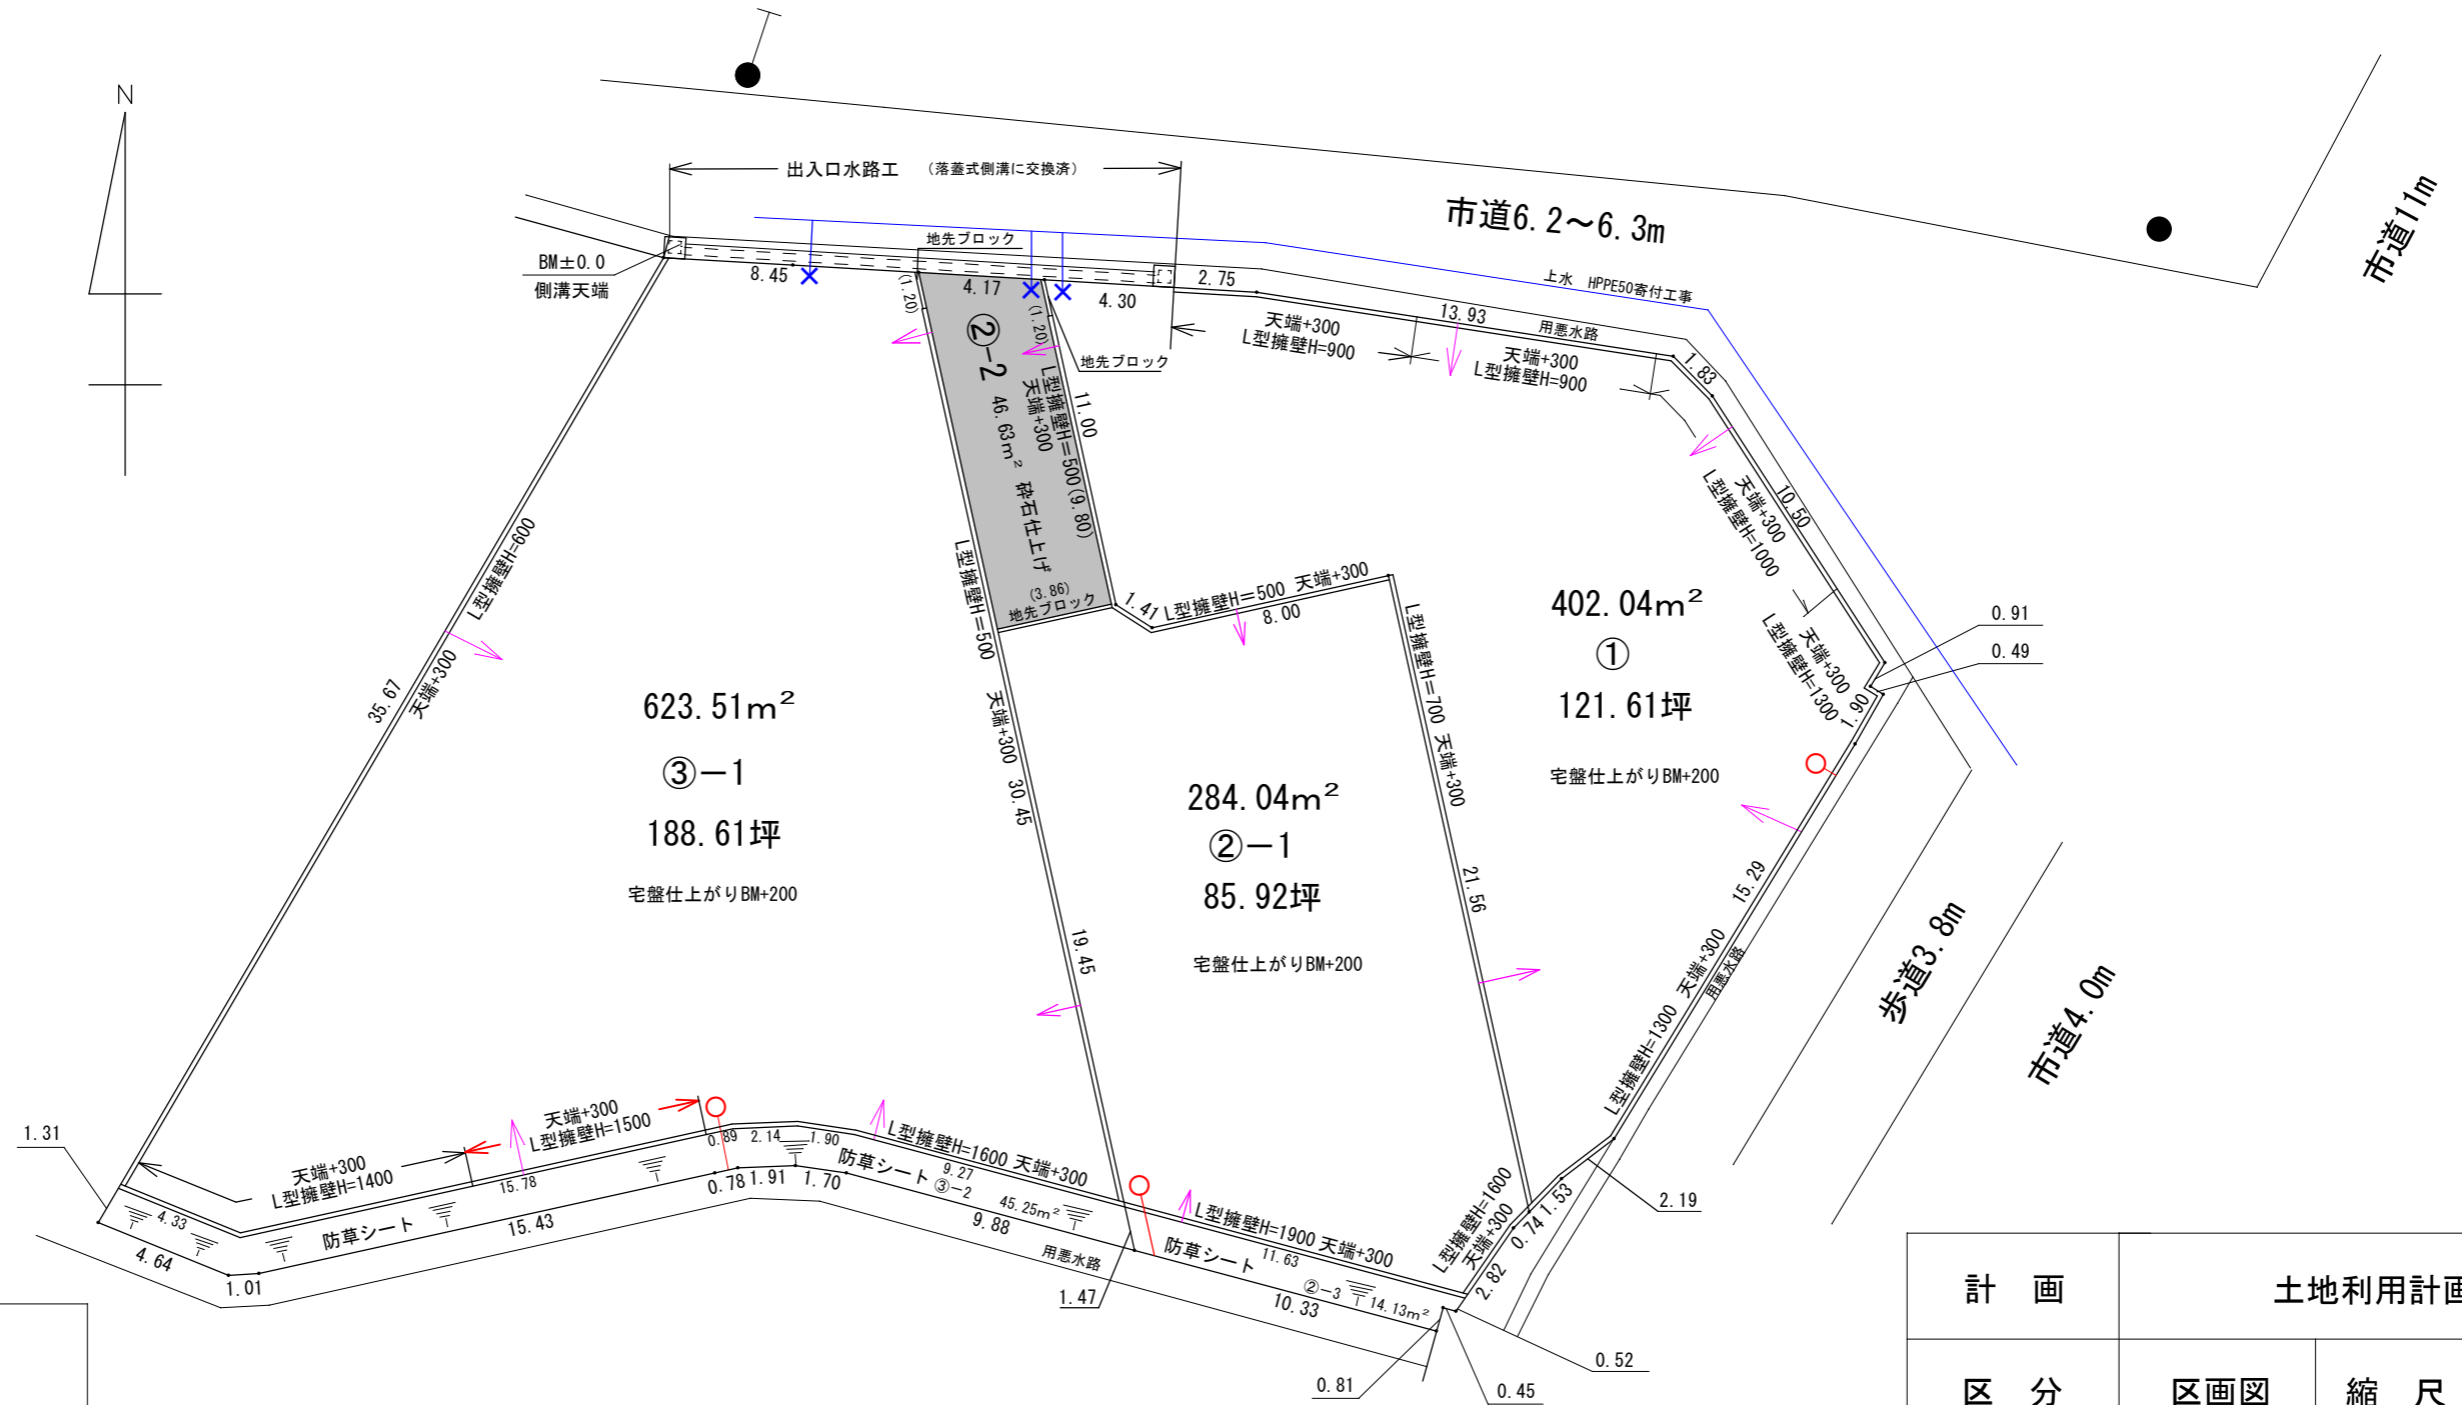 N
出入口水路工 （落蓋式側溝に交換済）
市道6.2～6.3m
市道11m
BM±0.0
側溝天端
地先ブロック
8.45
4.17
4.30
2.75
上水 HPPE50寄付工事
(1.20)
(1.20)
地先ブロック
天端+300
L型擁壁H=900
13.93
用悪水路
天端+300
L型擁壁H=900
1.83
②−2 46.63m² 砕石仕上げ
L型擁壁H=500(9.80)
天端+300
11.00
10.50
天端+300
L型擁壁H=1000
L型擁壁H=600
天端+300
35.67
(3.86)
地先ブロック
1.41
L型擁壁H=500 天端+300
8.00
L型擁壁H=500 天端+300 30.45
19.45
L型擁壁H=700 天端+300
21.56
402.04m²
①
121.61坪
宅盤仕上がりBM+200
天端+300
L型擁壁H=1300
0.91
0.49
1.90
623.51m²
③−1
188.61坪
宅盤仕上がりBM+200
284.04m²
②−1
85.92坪
宅盤仕上がりBM+200
15.29
L型擁壁H=1300 天端+300
用悪水路
歩道3.8m
市道4.0m
1.31
天端+300
L型擁壁H=1400
天端+300
L型擁壁H=1500
15.78
0.89
2.14
1.90
L型擁壁H=1600 天端+300
防草シート
9.27
③−2
45.25m²
9.88
用悪水路
4.33
防草シート
4.64
1.01
15.43
0.78
1.91
1.70
1.47
L型擁壁H=1900 天端+300
防草シート
11.63
②−3
14.13m²
10.33
L型擁壁H=1600
天端+300
2.82
0.74
1.53
2.19
0.81
0.45
0.52
計 画
土地利用計画
区 分
区画図
縮 尺